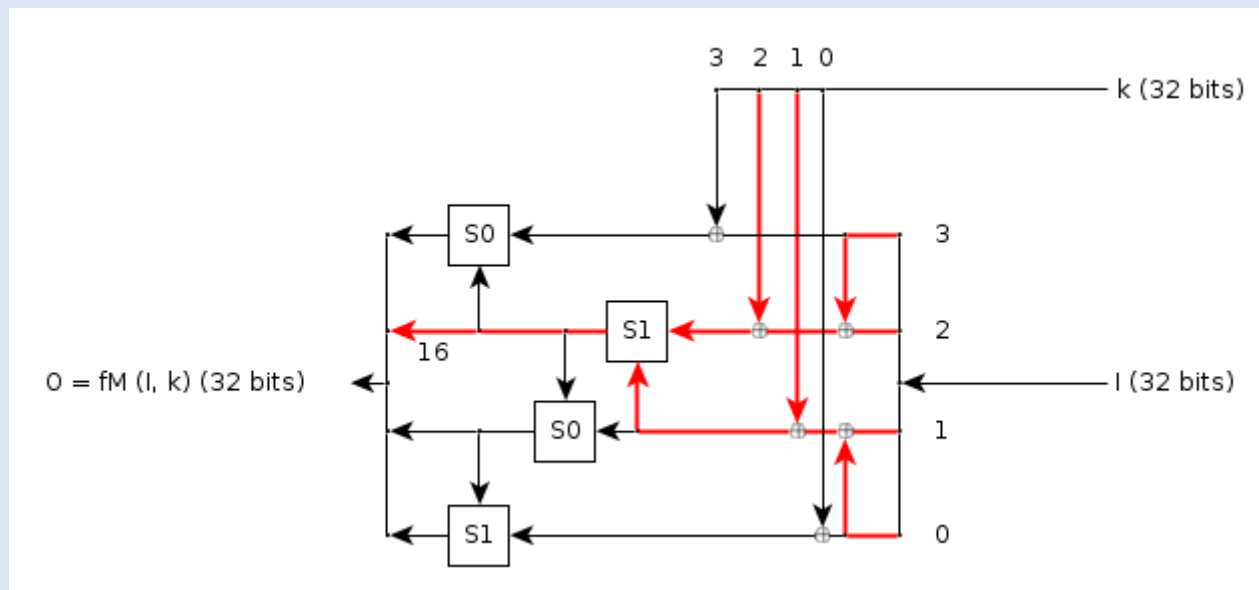 3 2 1 0
k (32 bits)
S0
3
S1
2
16
O = fM (I, k) (32 bits)
I (32 bits)
S0
1
S1
0